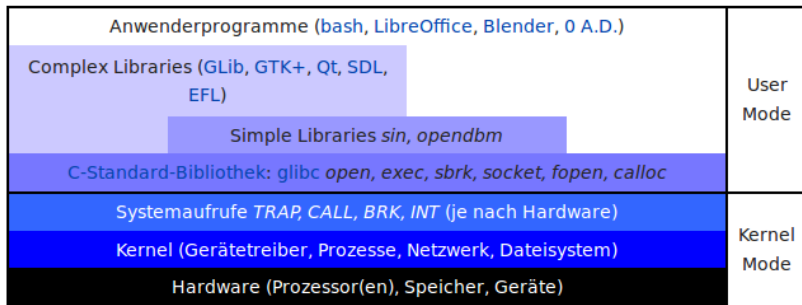 Anwenderprogramme (bash, LibreOffice, Blender, 0 A.D.)
Complex Libraries (GLib, GTK+, Qt, SDL,
EFL)
Simple Libraries sin, opendbm
C-Standard-Bibliothek: glibc open, exec, sbrk, socket, fopen, calloc
User
Mode
Systemaufrufe TRAP, CALL, BRK, INT (je nach Hardware)
Kernel (Gerätetreiber, Prozesse, Netzwerk, Dateisystem)
Hardware (Prozessor(en), Speicher, Geräte)
Kernel
Mode